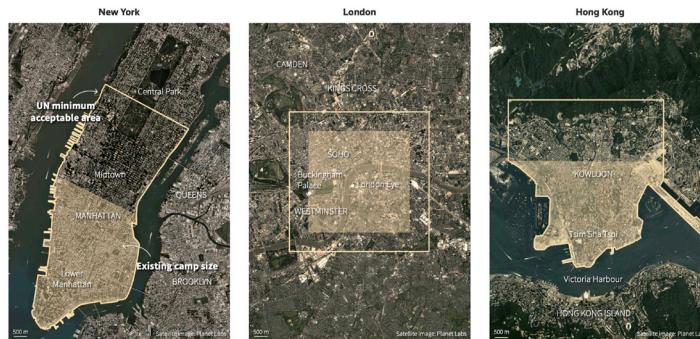 New York
London
Hong Kong
Central Park
UN minimum
acceptable area
Midtown
QUEENS
MANHATTAN
Existing camp size
Lower
Manhattan
BROOKLYN
500 m
Satellite image: Planet Labs
CAMDEN
KINGS CROSS
SOHO
Buckingham
Palace
London Eye
WESTMINSTER
500 m
Satellite image: Planet Labs
KOWLOON
Tsim Sha Tsui
Victoria Harbour
HONG KONG ISLAND
500 m
Satellite image: Planet Labs